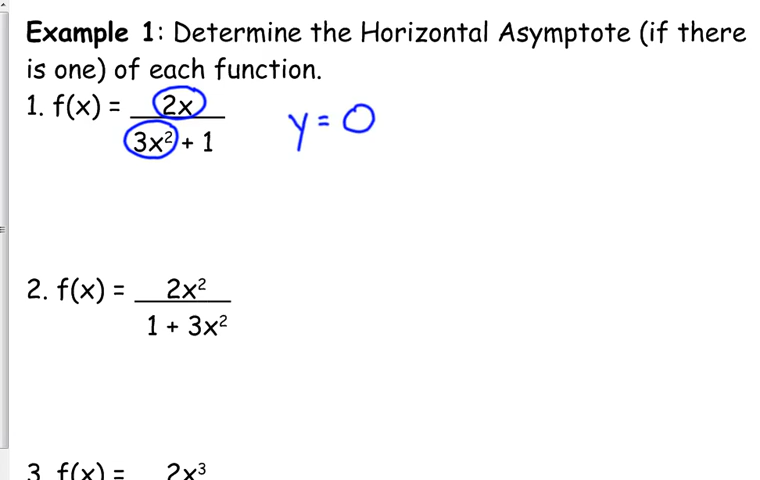 Example 1: Determine the Horizontal Asymptote (if there
is one) of each function.
1. f(x) = 2x
3x² + 1
y = 0
2. f(x) = 2x²
1 + 3x²
3. f(x) = 2x³